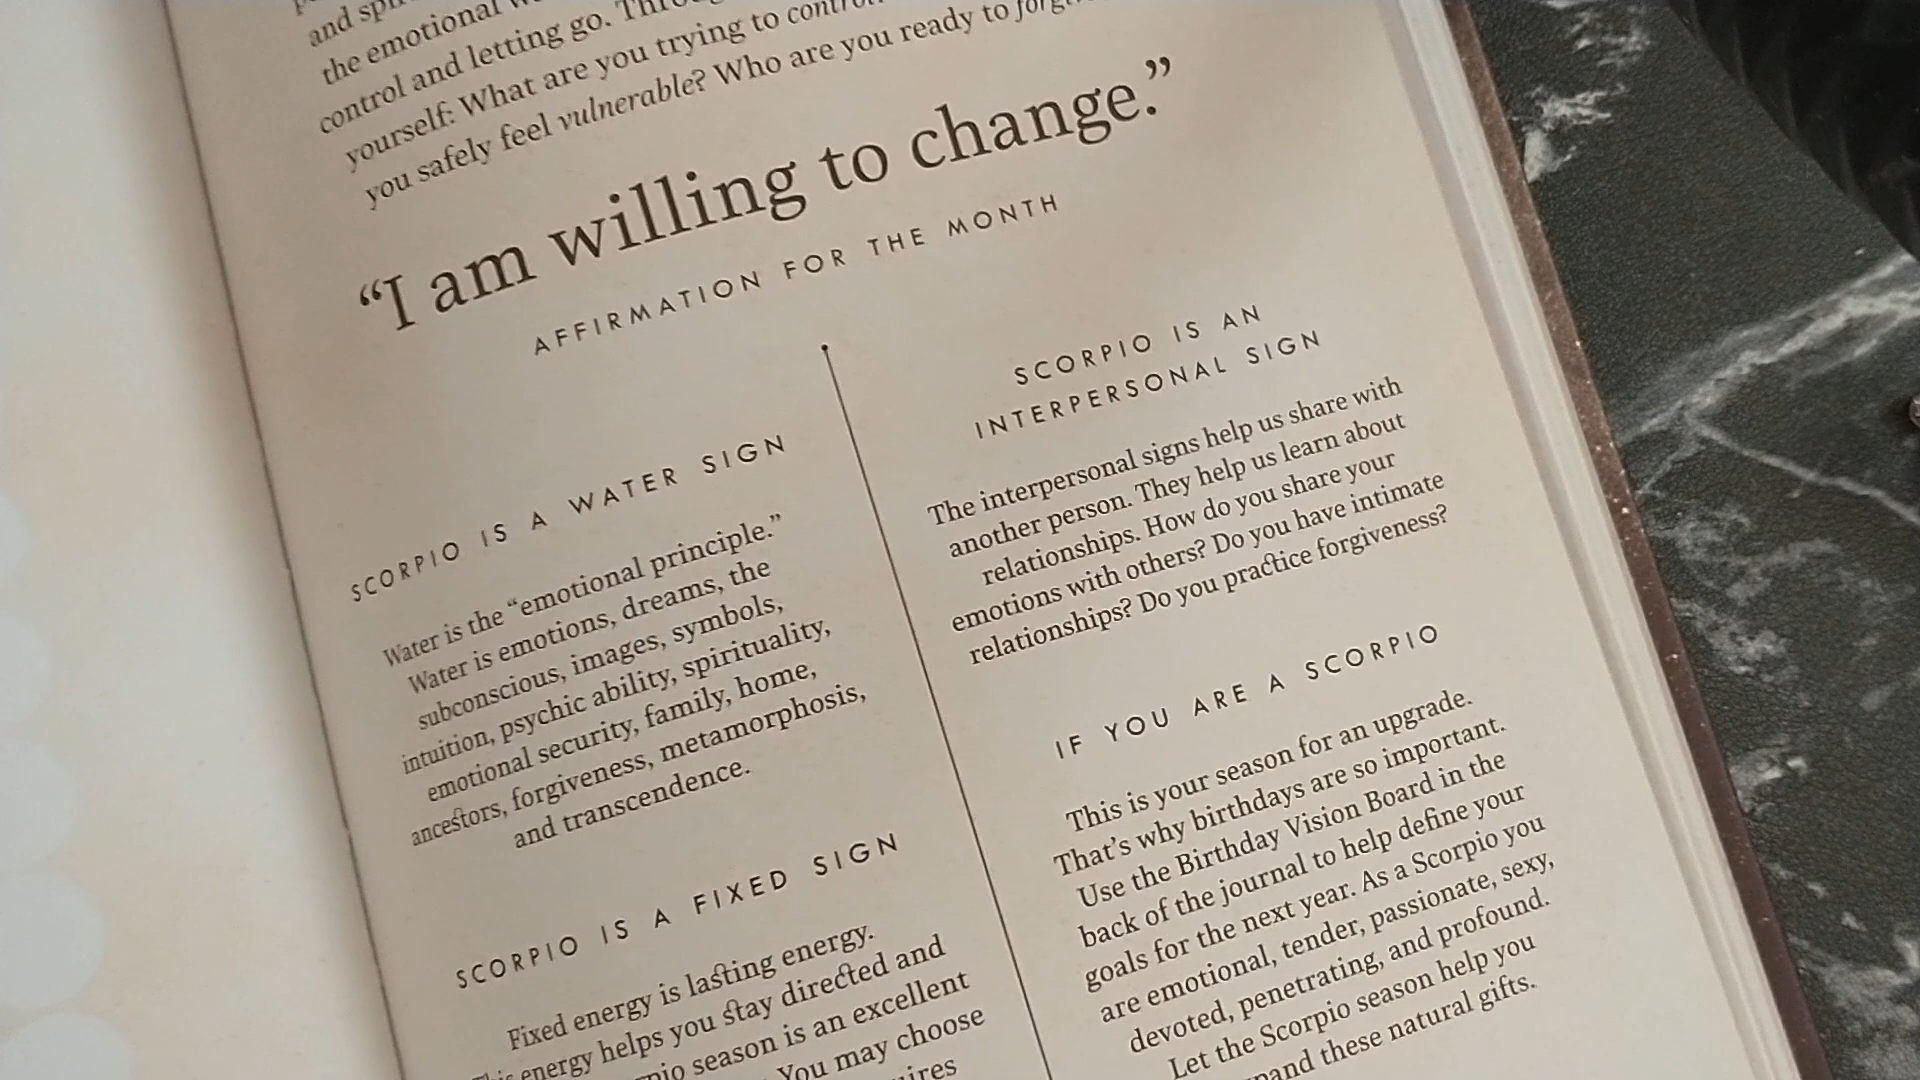 and
the emotional
control and letting go.
yourself: What are you trying to control
you safely feel vulnerable? Who are you ready to
“I am willing to change.”
AFFIRMATION FOR THE MONTH
SCORPIO IS A WATER SIGN
Water is the “emotional principle.”
Water is emotions, dreams, the
subconscious, images, symbols,
intuition, psychic ability, spirituality,
emotional security, family, home,
ancestors, forgiveness, metamorphosis,
and transcendence.
SCORPIO IS A FIXED SIGN
Fixed energy is lasting energy.
energy helps you stay directed and
season is an excellent
You may choose
SCORPIO IS AN
INTERPERSONAL SIGN
The interpersonal signs help us share with
another person. They help us learn about
relationships. How do you share your
emotions with others? Do you have intimate
relationships? Do you practice forgiveness?
IF YOU ARE A SCORPIO
This is your season for an upgrade.
That’s why birthdays are so important.
Use the Birthday Vision Board in the
back of the journal to help define your
goals for the next year. As a Scorpio you
are emotional, tender, passionate, sexy,
devoted, penetrating, and profound.
Let the Scorpio season help you
these natural gifts.